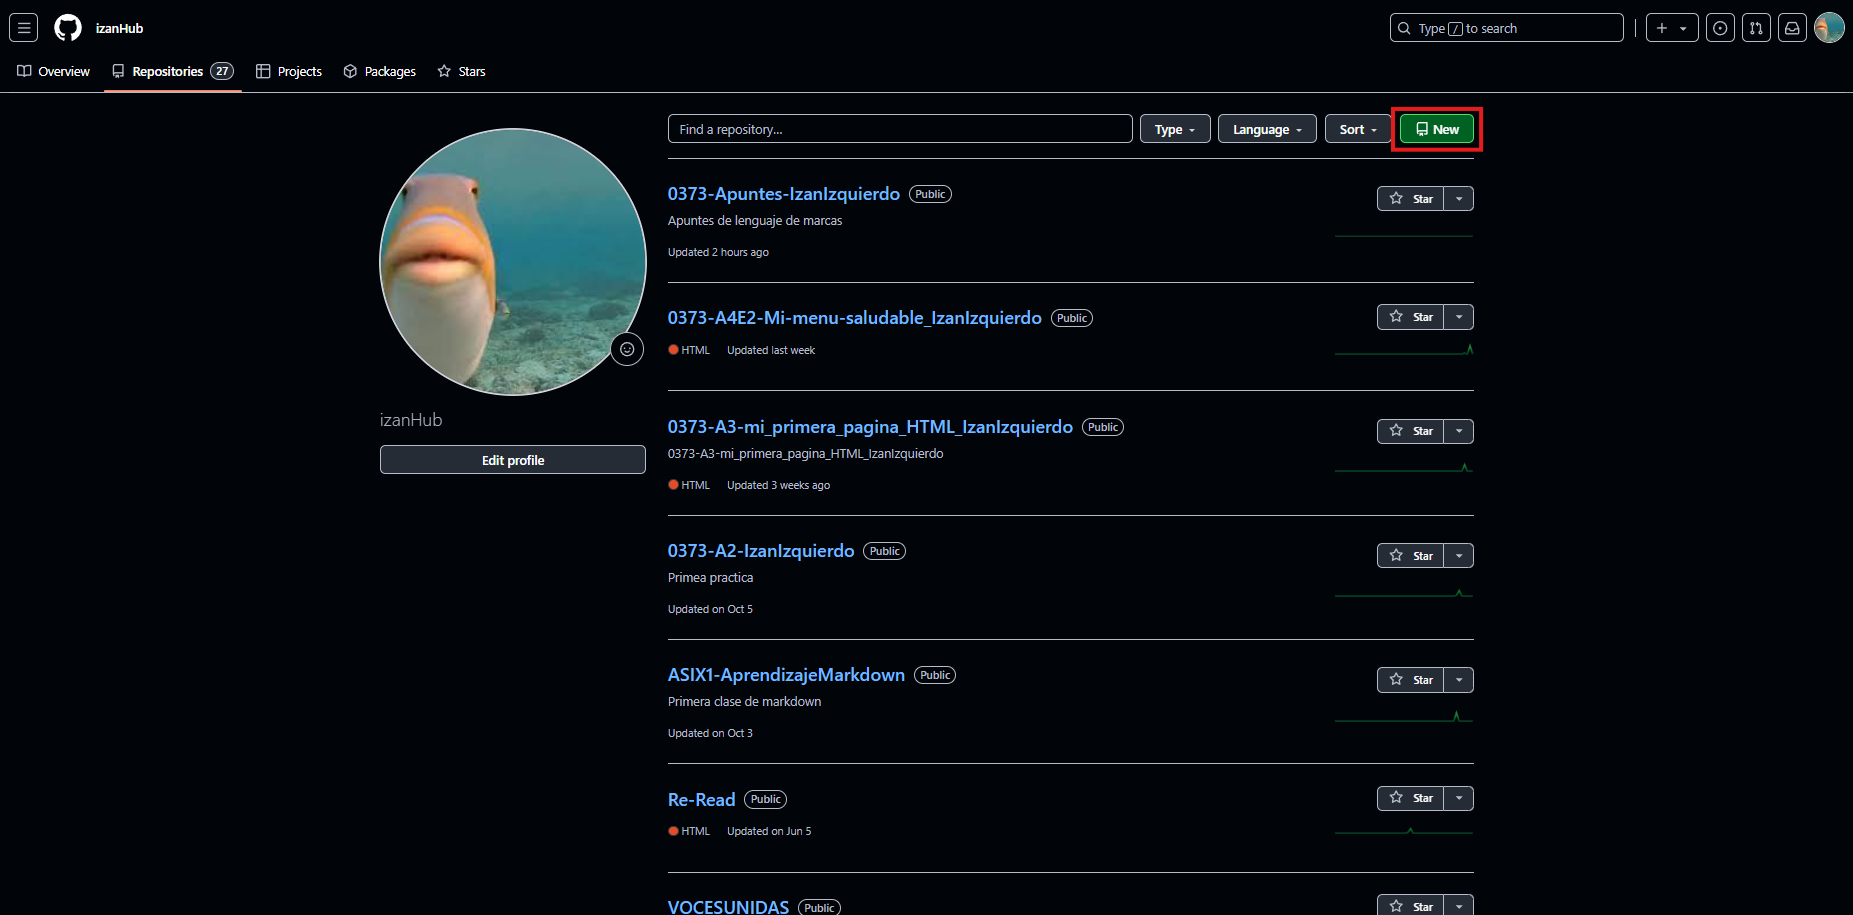 izanHub
Type / to search
Overview
Repositories 27
Projects
Packages
Stars
Find a repository...
Type
Language
Sort
New
izanHub
Edit profile
0373-Apuntes-IzanIzquierdo Public
Star
Apuntes de lenguaje de marcas
Updated 2 hours ago
0373-A4E2-Mi-menu-saludable_IzanIzquierdo Public
Star
HTML Updated last week
0373-A3-mi_primera_pagina_HTML_IzanIzquierdo Public
Star
0373-A3-mi_primera_pagina_HTML_IzanIzquierdo
HTML Updated 3 weeks ago
0373-A2-IzanIzquierdo Public
Star
Primea practica
Updated on Oct 5
ASIX1-AprendizajeMarkdown Public
Star
Primera clase de markdown
Updated on Oct 3
Re-Read Public
Star
HTML Updated on Jun 5
VOCESUNIDAS Public
Star